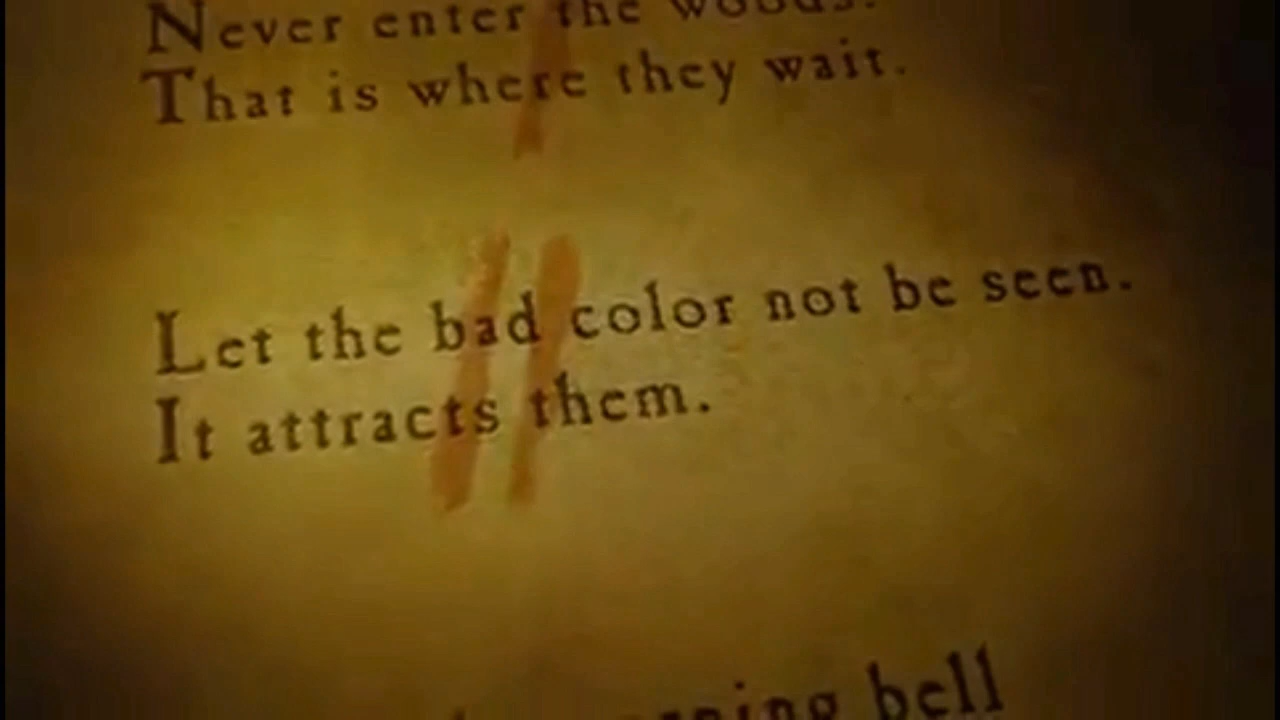 Never enter the woods.
That is where they wait.
Let the bad color not be seen.
It attracts them.
bell